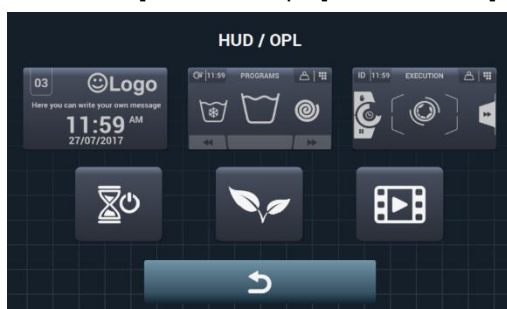 HUD / OPL
03
Logo
Here you can write your own message
11:59 AM
27/07/2017
11:59 PROGRAMS
ID 11:59 EXECUTION